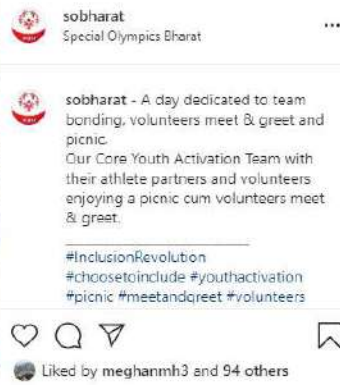 sobharat
Special Olympics Bharat
sobharat - A day dedicated to team
bonding, volunteers meet & greet and
picnic.
Our Core Youth Activation Team with
their athlete partners and volunteers
enjoying a picnic cum volunteers meet
& greet.
#InclusionRevolution
#choosetoinclude #youthactivation
#picnic #meetandgreet #volunteers
Liked by meghanmh3 and 94 others